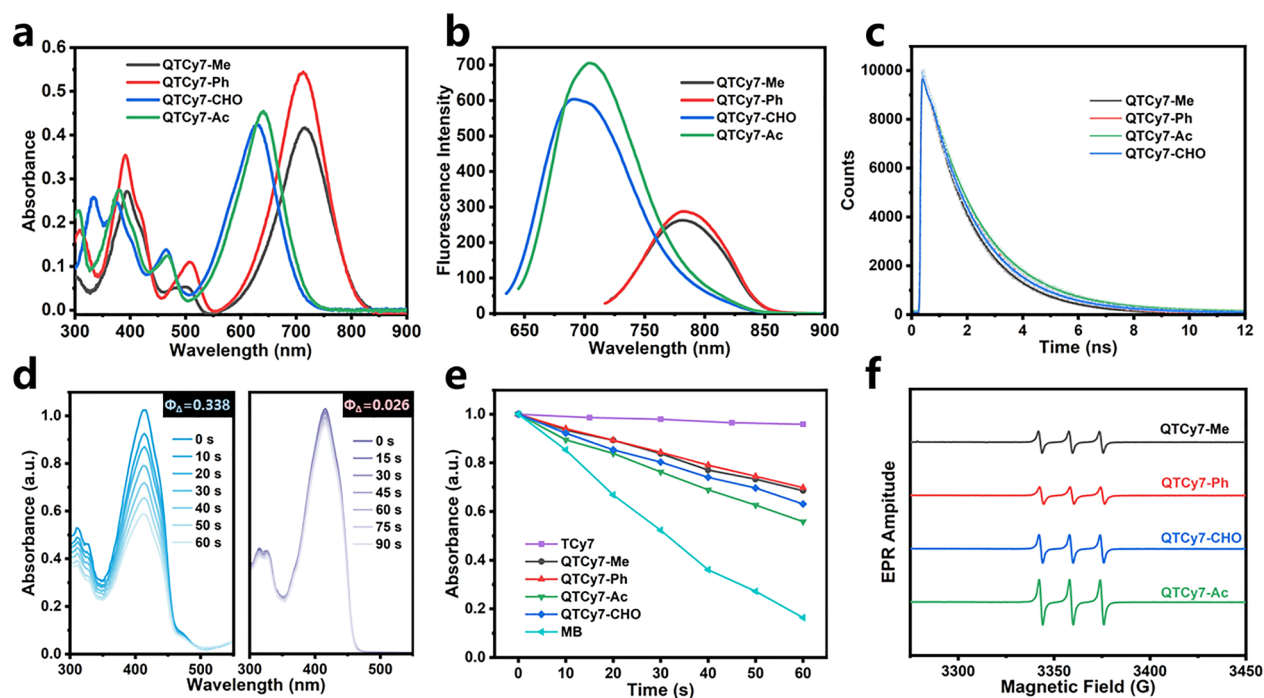 a
0.6
0.5
0.4
0.3
0.2
0.1
0.0
Absorbance
QTCy7-Me
QTCy7-Ph
QTCy7-CHO
QTCy7-Ac
300 400 500 600 700 800 900
Wavelength (nm)
b
700
600
500
400
300
200
100
0
Fluorescence Intensity
QTCy7-Me
QTCy7-Ph
QTCy7-CHO
QTCy7-Ac
650 700 750 800 850 900
Wavelength (nm)
c
10000
8000
6000
4000
2000
0
Counts
QTCy7-Me
QTCy7-Ph
QTCy7-Ac
QTCy7-CHO
0 2 4 6 8 10 12
Time (ns)
d
1.0
0.8
0.6
0.4
0.2
0.0
Absorbance (a.u.)
ΦΔ=0.338
0 s
10 s
20 s
30 s
40 s
50 s
60 s
300 400 500
ΦΔ=0.026
0 s
15 s
30 s
45 s
60 s
75 s
90 s
300 400 500
Wavelength (nm)
e
1.0
0.8
0.6
0.4
0.2
0.0
Absorbance (a.u.)
TCy7
QTCy7-Me
QTCy7-Ph
QTCy7-Ac
QTCy7-CHO
MB
0 10 20 30 40 50 60
Time (s)
f
EPR Amplitude
QTCy7-Me
QTCy7-Ph
QTCy7-CHO
QTCy7-Ac
3300 3350 3400 3450
Magnetic Field (G)